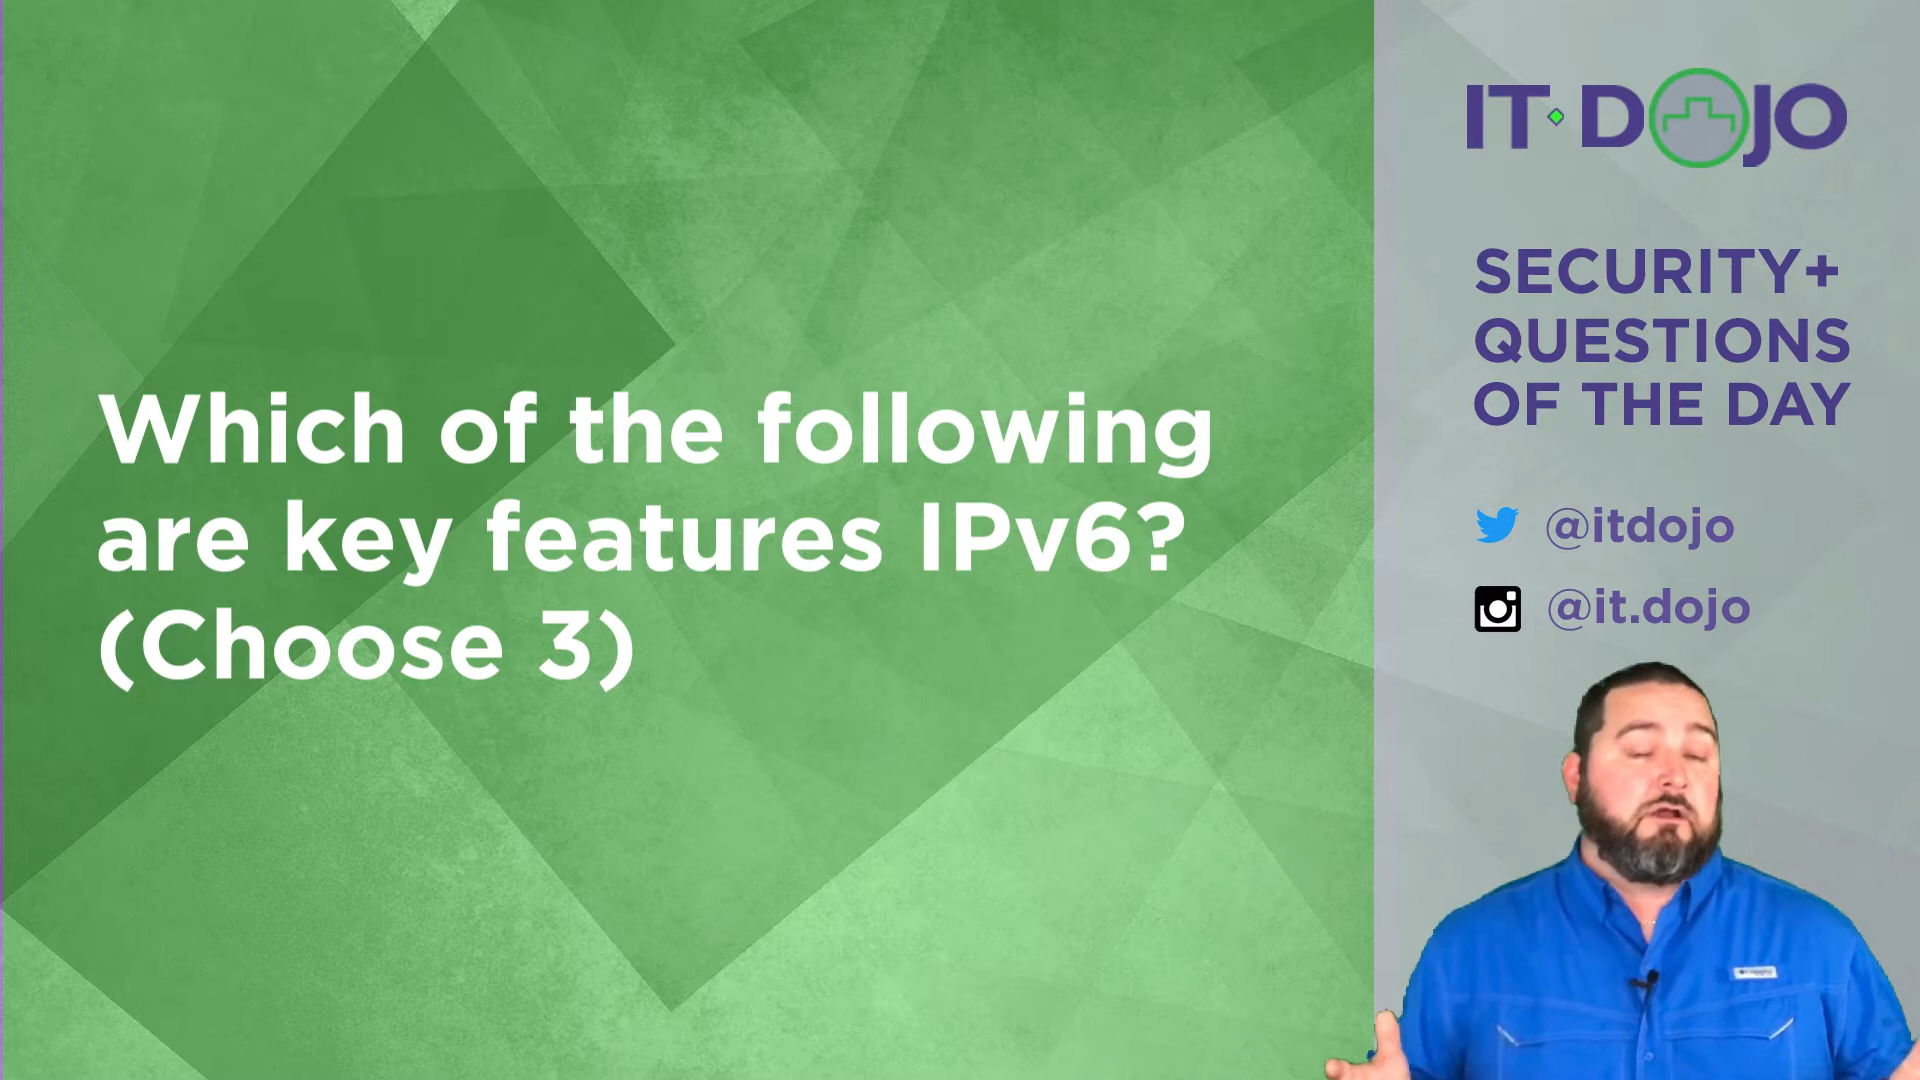 Which of the following
are key features IPv6?
(Choose 3)
IT DOJO
SECURITY+
QUESTIONS
OF THE DAY
@itdojo
@it.dojo